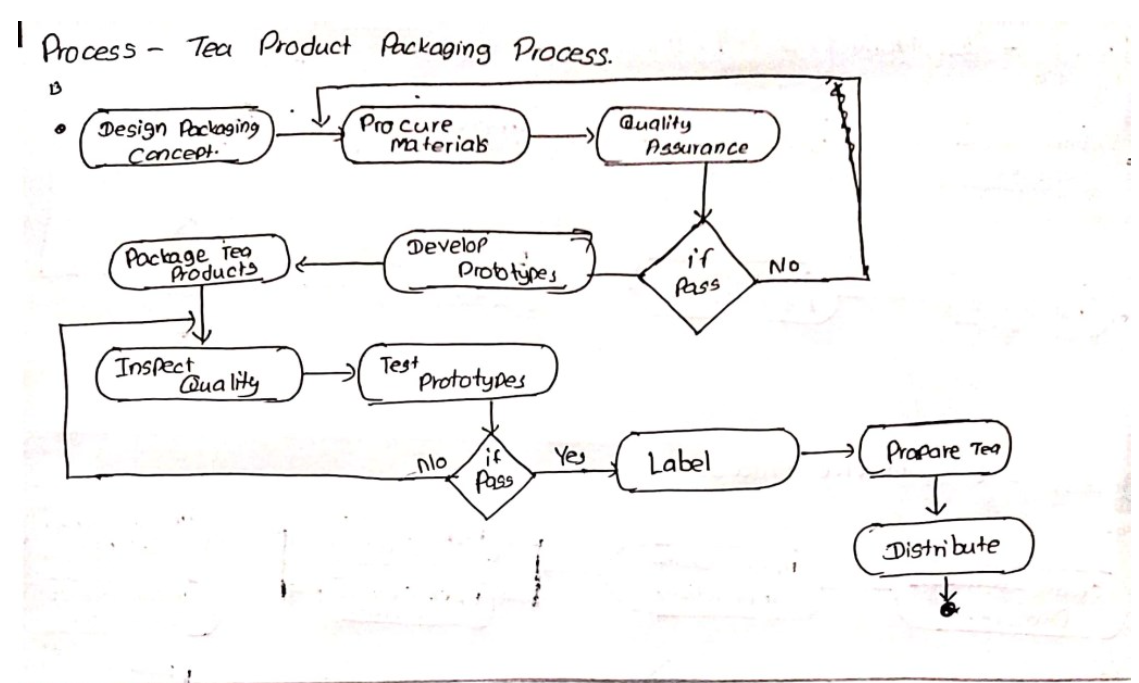 Process - Tea Product Packaging Process.
B
Design Packaging
Concept.
Procure
Materials
Quality
Assurance
Package Tea
Products
Develop
Prototypes
if
Pass
No
Inspect
Quality
Test
Prototypes
No
if
Pass
Yes
Label
Propare Tea
Distribute